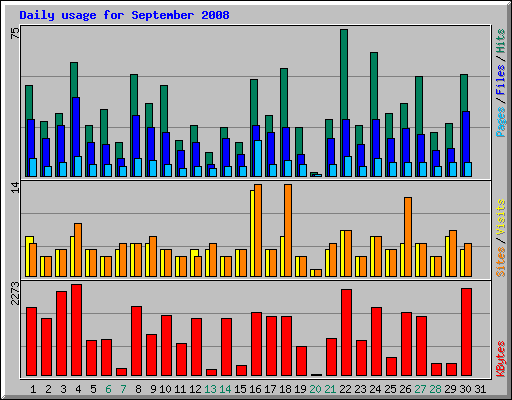 Daily usage for September 2008
75
Pages / Files / Hits
14
Sites / Visits
2273
KBytes
1 2 3 4 5 6 7 8 9 10 11 12 13 14 15 16 17 18 19 20 21 22 23 24 25 26 27 28 29 30 31